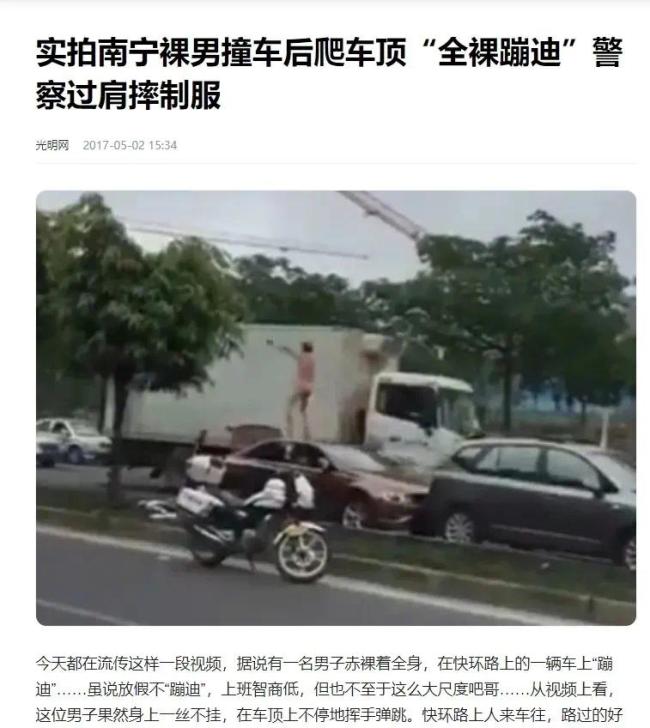 实拍南宁裸男撞车后爬车顶“全裸蹦迪”警
察过肩摔制服
光明网 2017-05-02 15:34
今天都在流传这样一段视频，据说有一名男子赤裸着全身，在快环路上的一辆车上“蹦
迪”……虽说放假不“蹦迪”，上班智商低，但也不至于这么大尺度吧哥……从视频上看，
这位男子果然身上一丝不挂，在车顶上不停地挥手弹跳。快环路上人来车往，路过的好